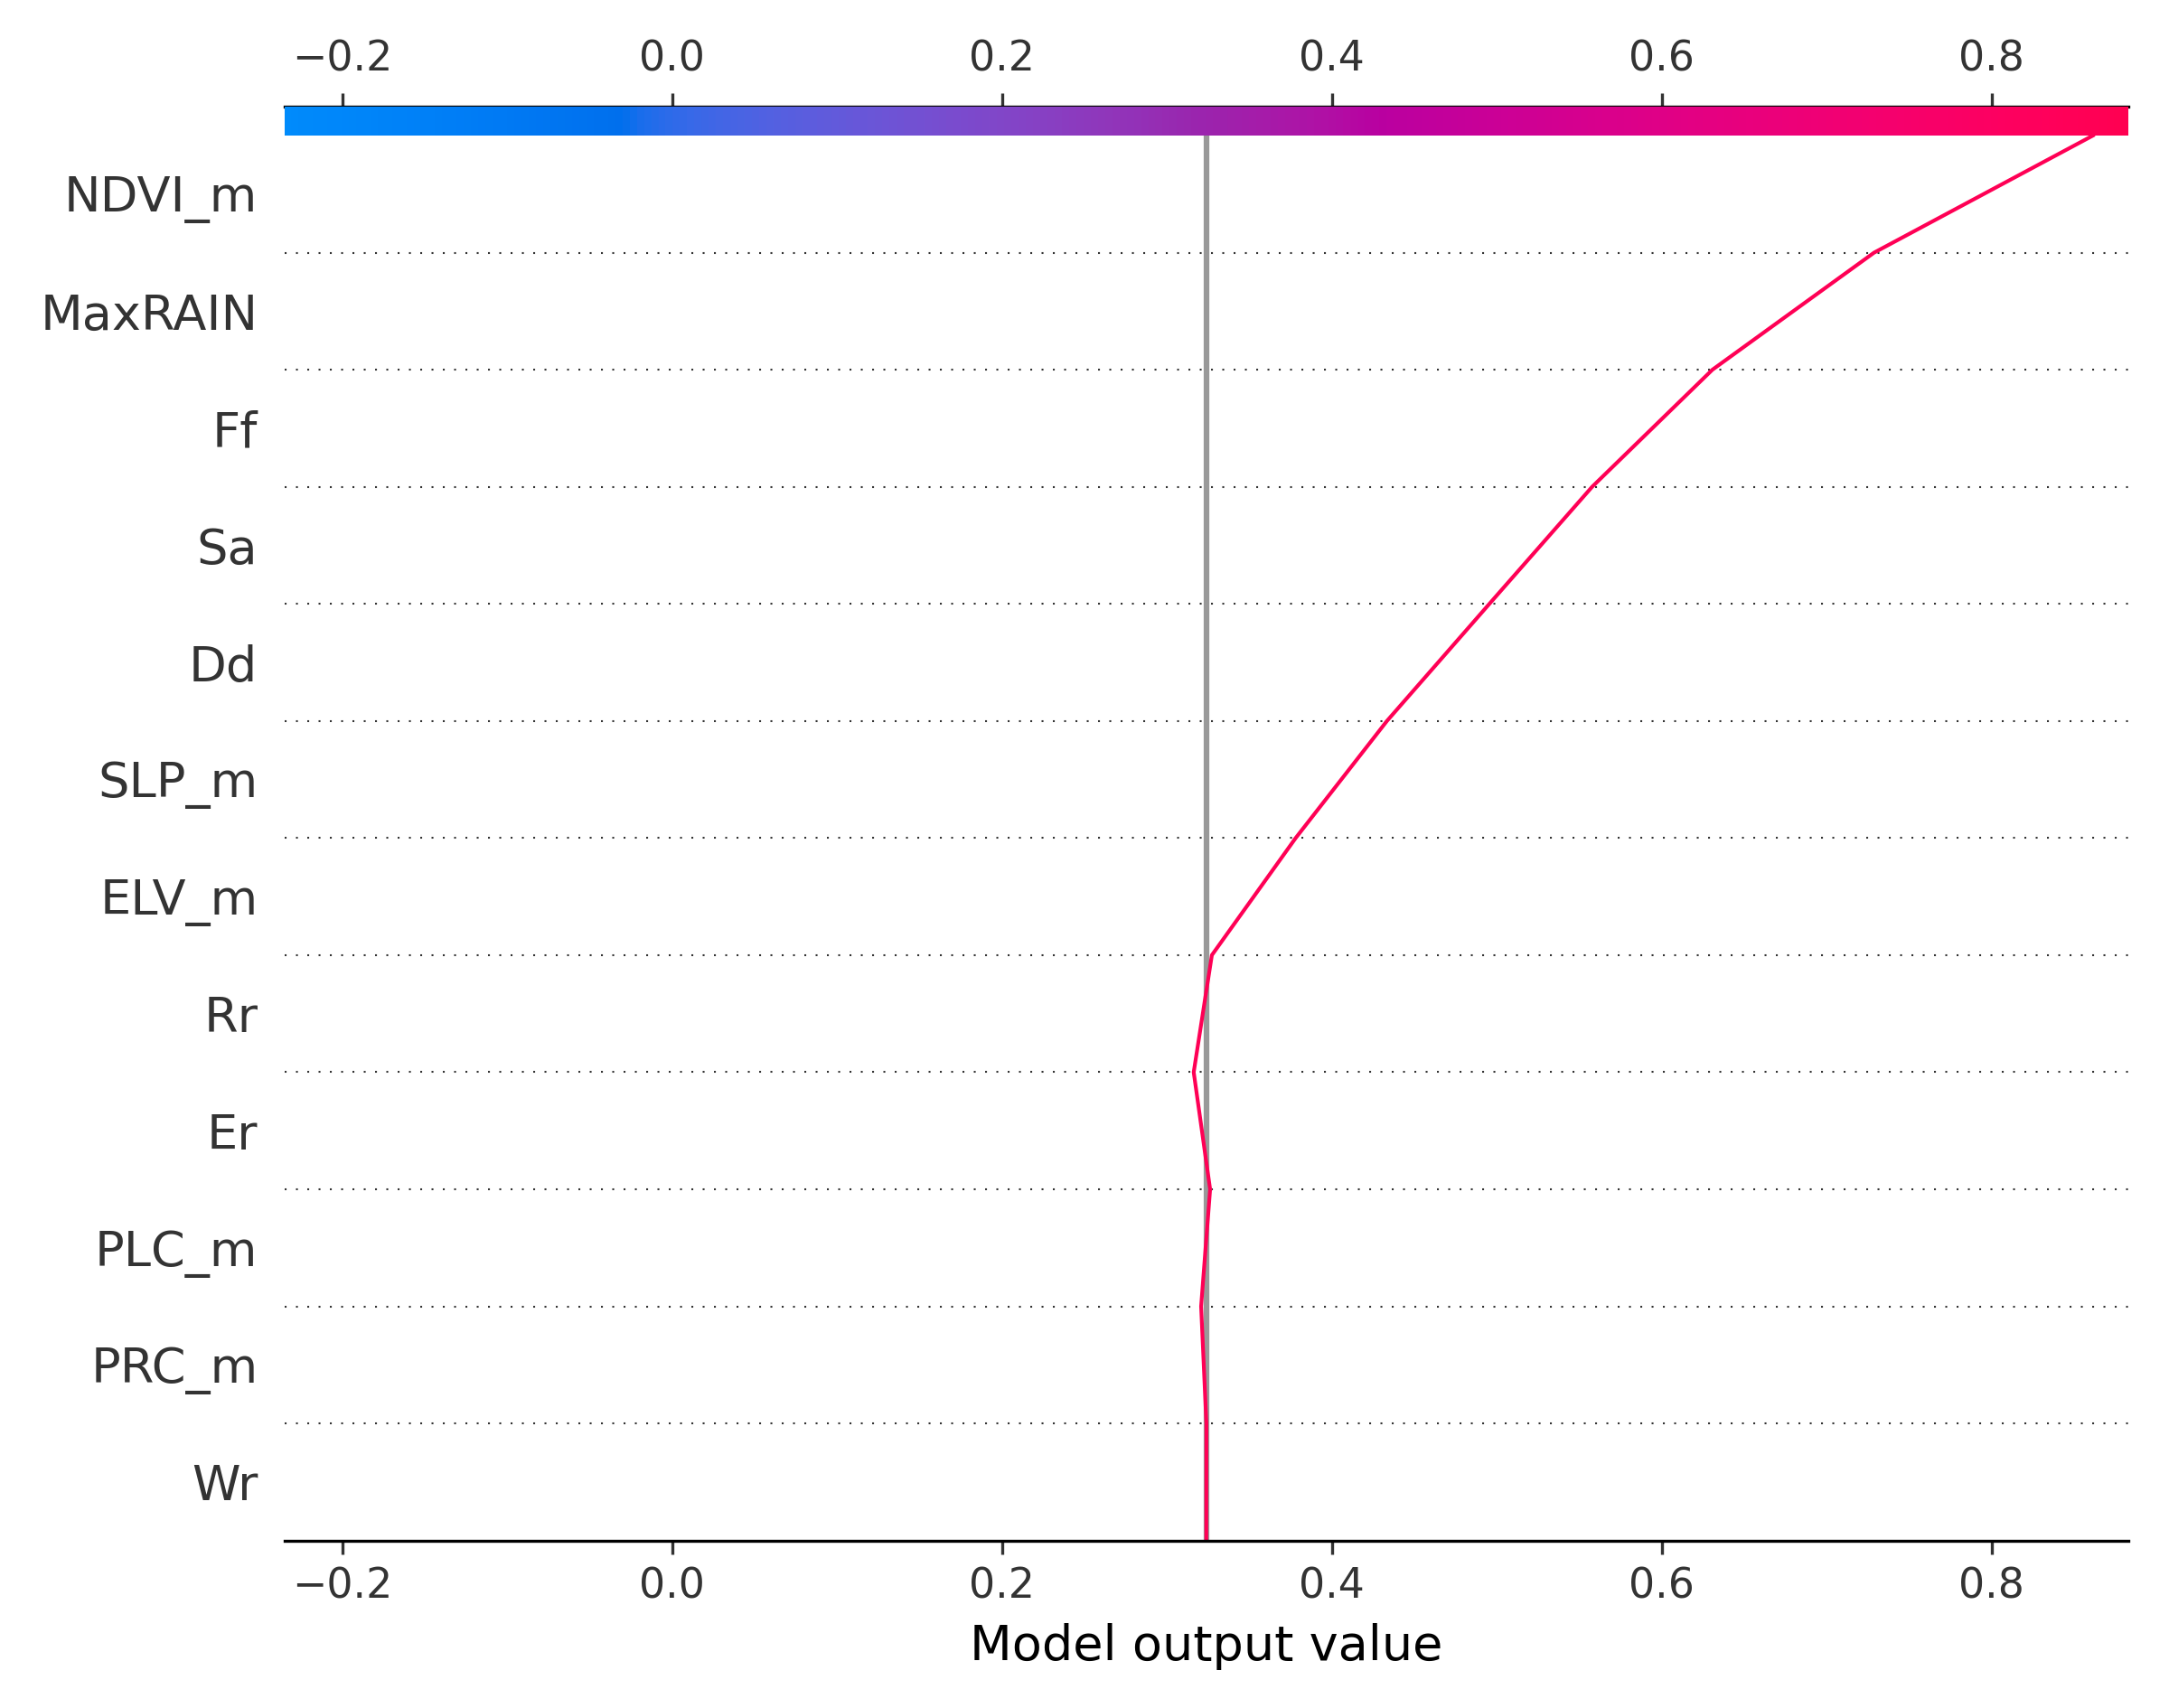 −0.2 0.0 0.2 0.4 0.6 0.8
NDVI_m
MaxRAIN
Ff
Sa
Dd
SLP_m
ELV_m
Rr
Er
PLC_m
PRC_m
Wr
−0.2 0.0 0.2 0.4 0.6 0.8
Model output value